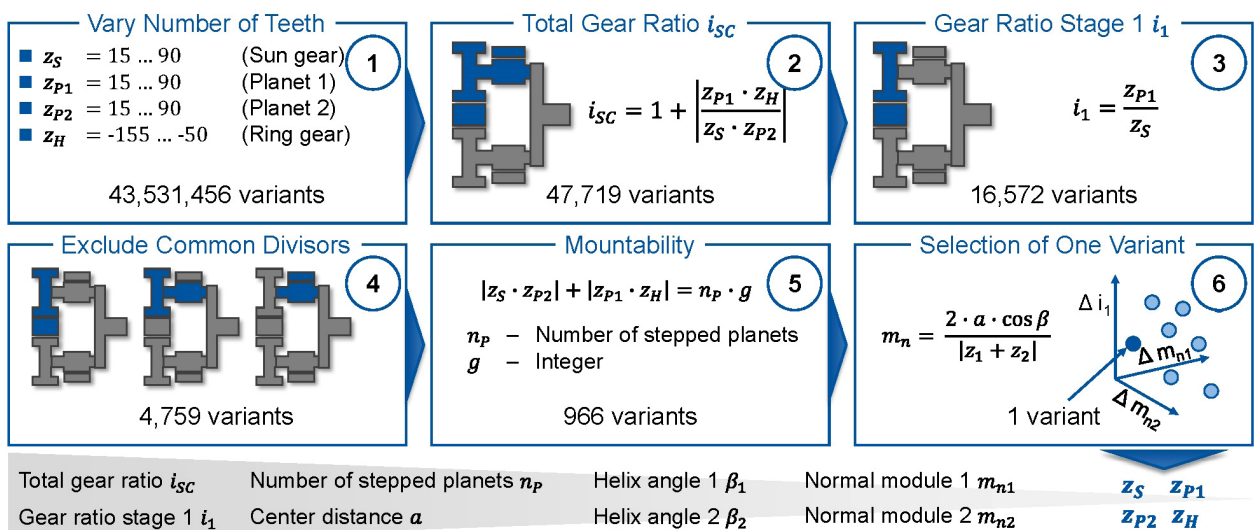 Vary Number of Teeth
1
■ z_S = 15 ... 90 (Sun gear)
■ z_P1 = 15 ... 90 (Planet 1)
■ z_P2 = 15 ... 90 (Planet 2)
■ z_H = -155 ... -50 (Ring gear)
43,531,456 variants
Total Gear Ratio i_SC
2
i_SC = 1 + |z_P1 · z_H / z_S · z_P2|
47,719 variants
Gear Ratio Stage 1 i_1
3
i_1 = z_P1 / z_S
16,572 variants
Exclude Common Divisors
4
4,759 variants
Mountability
5
|z_S · z_P2| + |z_P1 · z_H| = n_P · g
n_P – Number of stepped planets
g – Integer
966 variants
Selection of One Variant
6
m_n = 2 · a · cos β / |z_1 + z_2|
Δ i_1
Δ m_n1
Δ m_n2
1 variant
Total gear ratio i_SC Number of stepped planets n_P Helix angle 1 β_1 Normal module 1 m_n1
Gear ratio stage 1 i_1 Center distance a Helix angle 2 β_2 Normal module 2 m_n2
z_S z_P1
z_P2 z_H